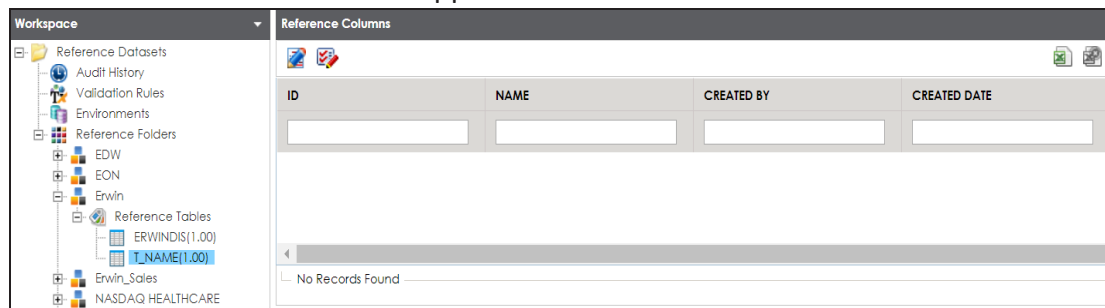 Workspace
Reference Datasets
Audit History
Validation Rules
Environments
Reference Folders
EDW
EON
Erwin
Reference Tables
ERWINDIS(1.00)
T_NAME(1.00)
Erwin_Sales
NASDAQ HEALTHCARE
Reference Columns
ID NAME CREATED BY CREATED DATE
No Records Found